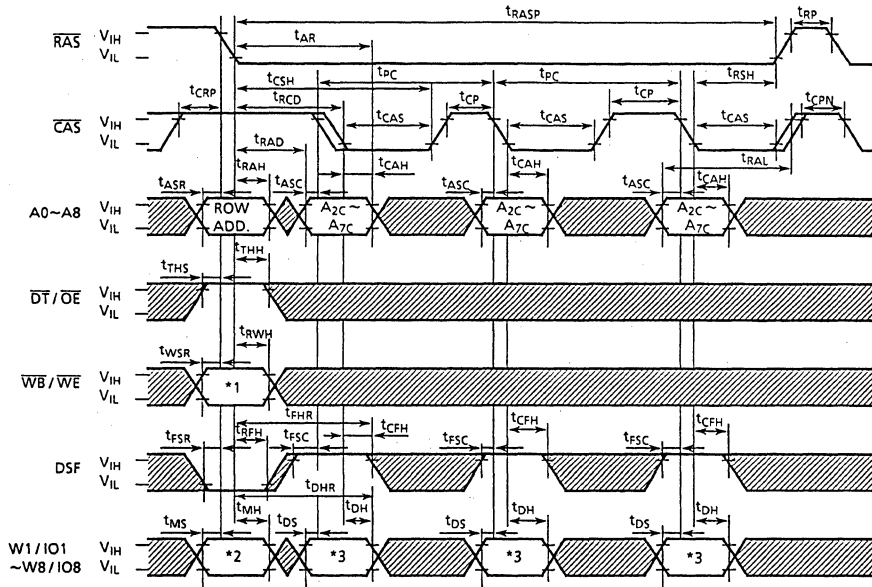 tRASP
tRP
RAS VIH
VIL
tAR
tCSH
tPC
tPC
tRSH
tCRP
tRCD
tCP
tCP
tCPN
CAS VIH
VIL
tCAS
tCAS
tCAS
tRAD
tRAH
tCAH
tCAH
tRAL
tCAH
tASR
tASC
tASC
tASC
A0~A8 VIH
VIL
ROW
ADD.
A2C~
A7C
A2C~
A7C
A2C~
A7C
tTHH
tTHS
DT/OE VIH
VIL
tRWH
tWSR
WB/WE VIH
VIL
*1
tFHR
tRFH
tCFH
tCFH
tCFH
tFSR
tFSC
tFSC
tFSC
DSF VIH
VIL
tDHR
tMH
tDH
tDH
tDH
tMS
tDS
tDS
tDS
W1/IO1 VIH
~W8/IO8 VIL
*2
*3
*3
*3